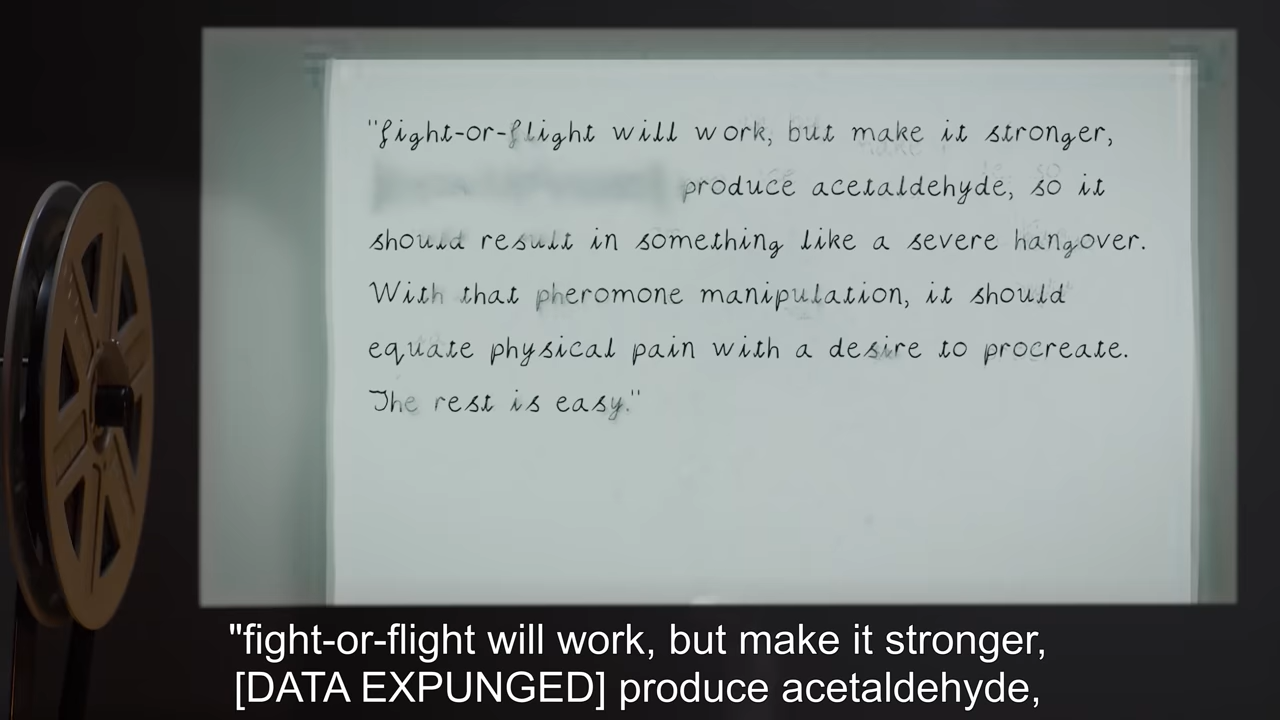 "fight-or-flight will work, but make it stronger,
produce acetaldehyde, so it
should result in something like a severe hangover.
With that pheromone manipulation, it should
equate physical pain with a desire to procreate.
The rest is easy."
"fight-or-flight will work, but make it stronger,
[DATA EXPUNGED] produce acetaldehyde,